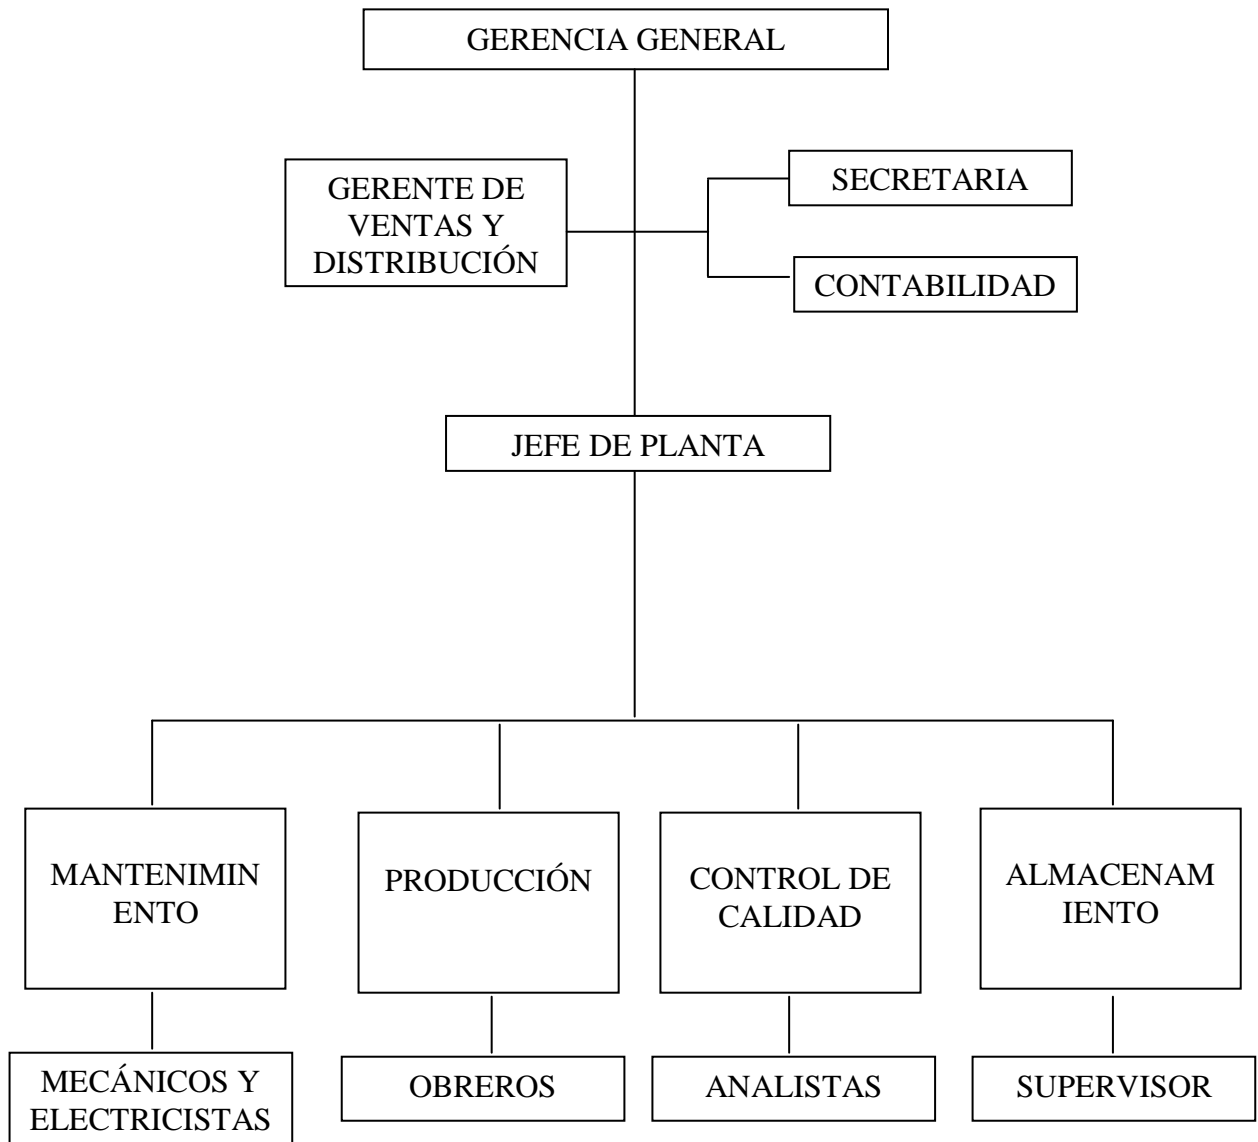 GERENCIA GENERAL
GERENTE DE
VENTAS Y
DISTRIBUCIÓN
SECRETARIA
CONTABILIDAD
JEFE DE PLANTA
MANTENIMIN
ENTO
PRODUCCIÓN
CONTROL DE
CALIDAD
ALMACENAM
IENTO
MECÁNICOS Y
ELECTRICISTAS
OBREROS
ANALISTAS
SUPERVISOR